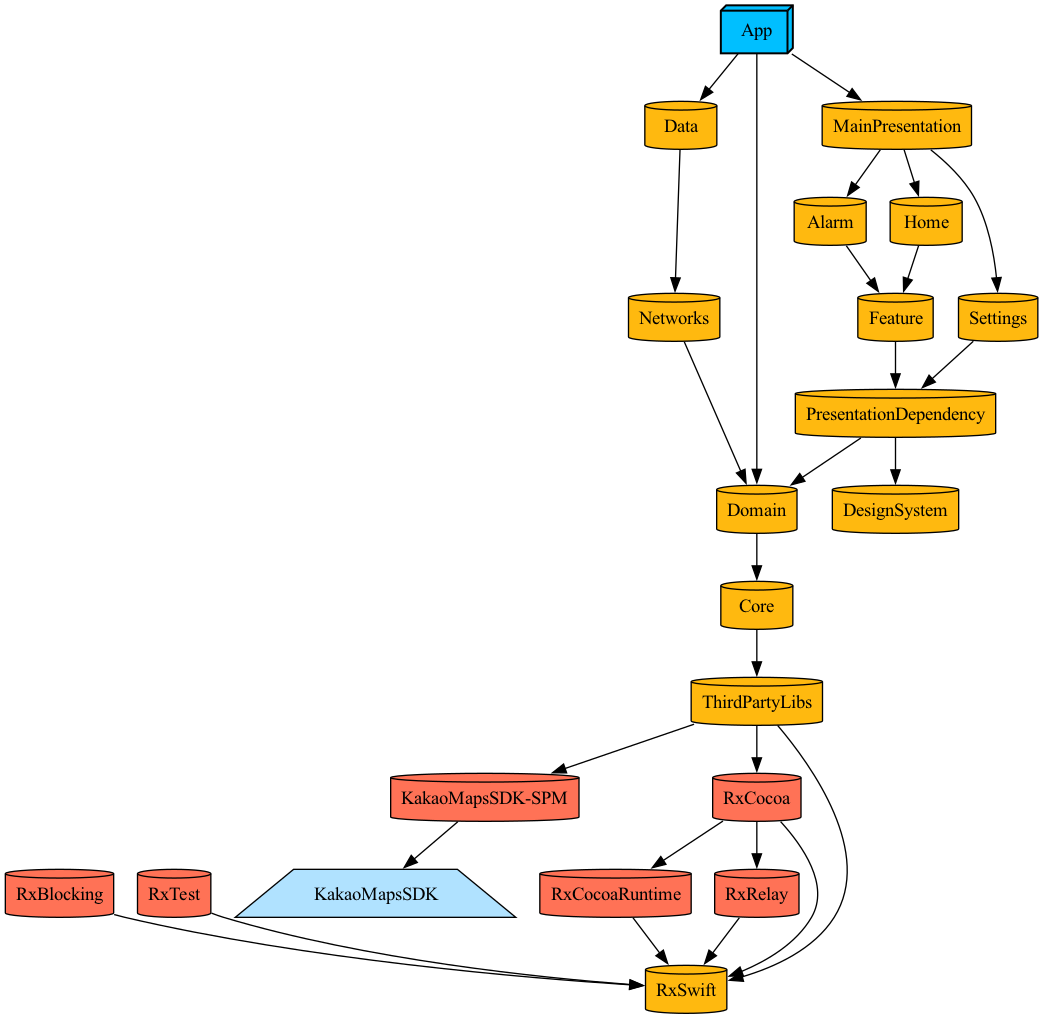 App
Data
MainPresentation
Alarm
Home
Networks
Feature
Settings
PresentationDependency
Domain
DesignSystem
Core
ThirdPartyLibs
KakaoMapsSDK-SPM
RxCocoa
RxBlocking
RxTest
KakaoMapsSDK
RxCocoaRuntime
RxRelay
RxSwift